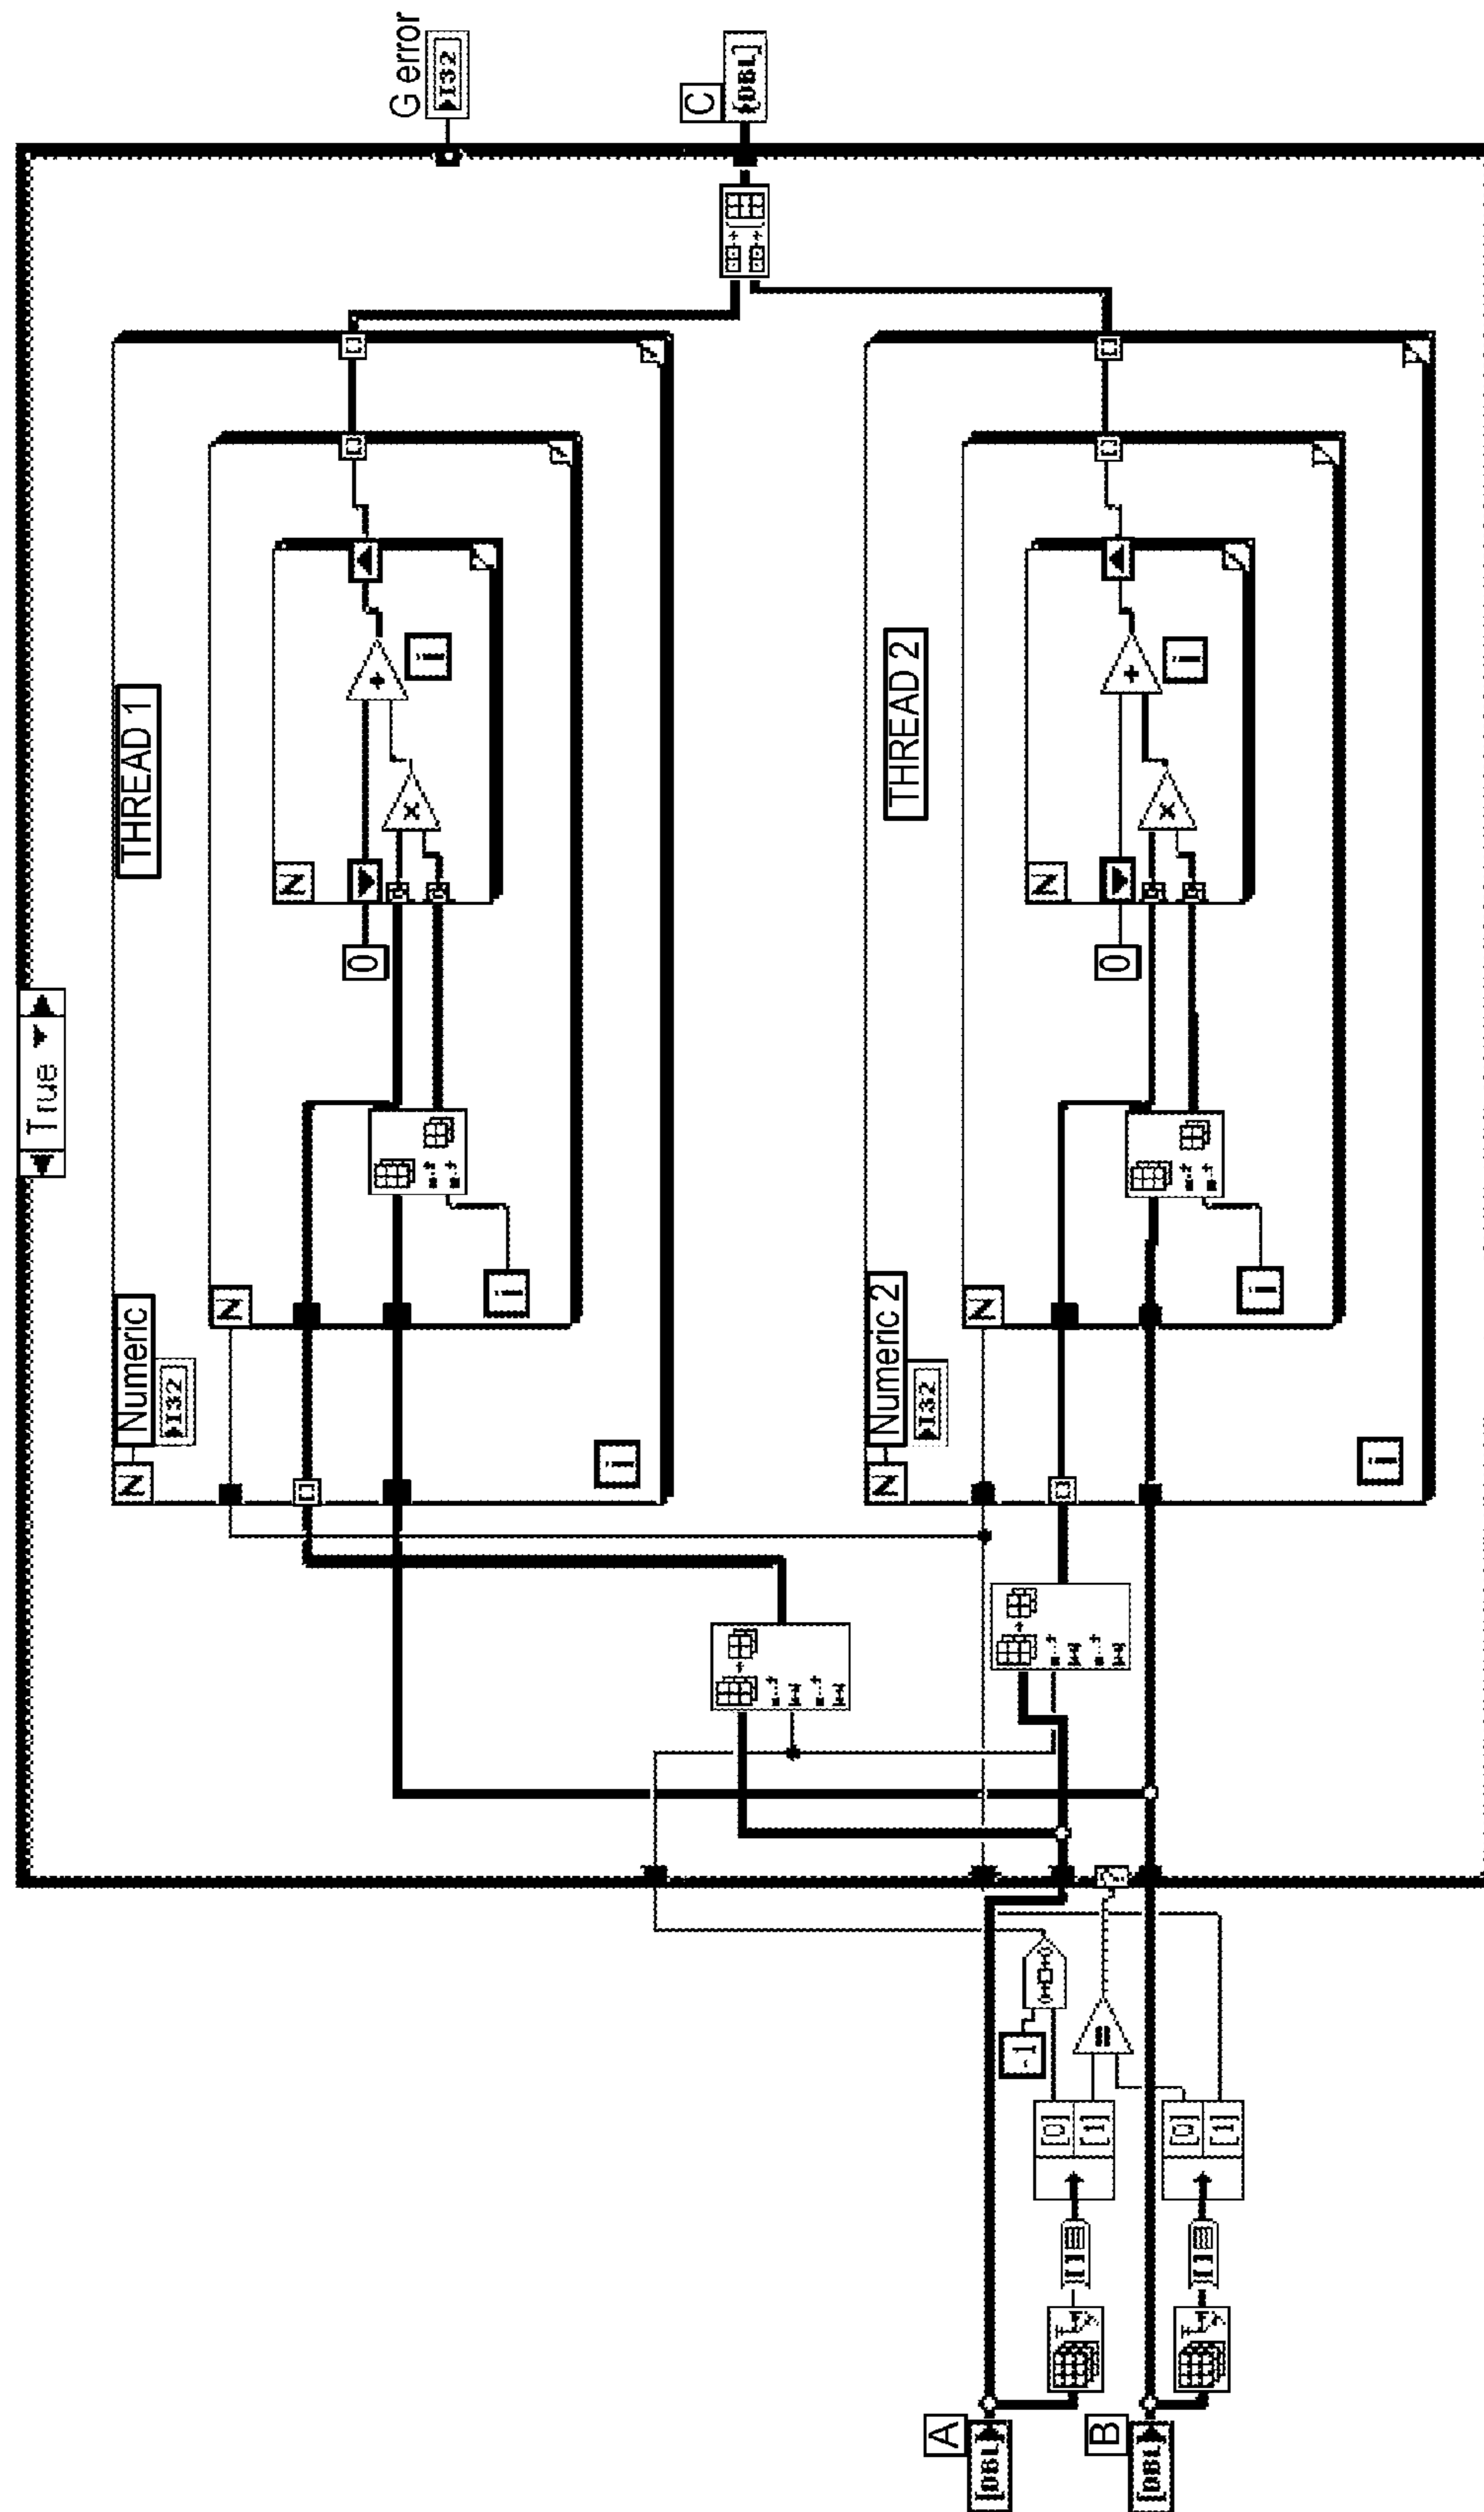 True
THREAD 1
Numeric
I32
N
N
N
0
×
+
i
i
i
THREAD 2
Numeric 2
I32
N
N
N
0
×
+
i
i
i
G error
I32
C
[DBL]
A
[DBL]
-1
[0]
[1]
=
B
[DBL]
[0]
[1]